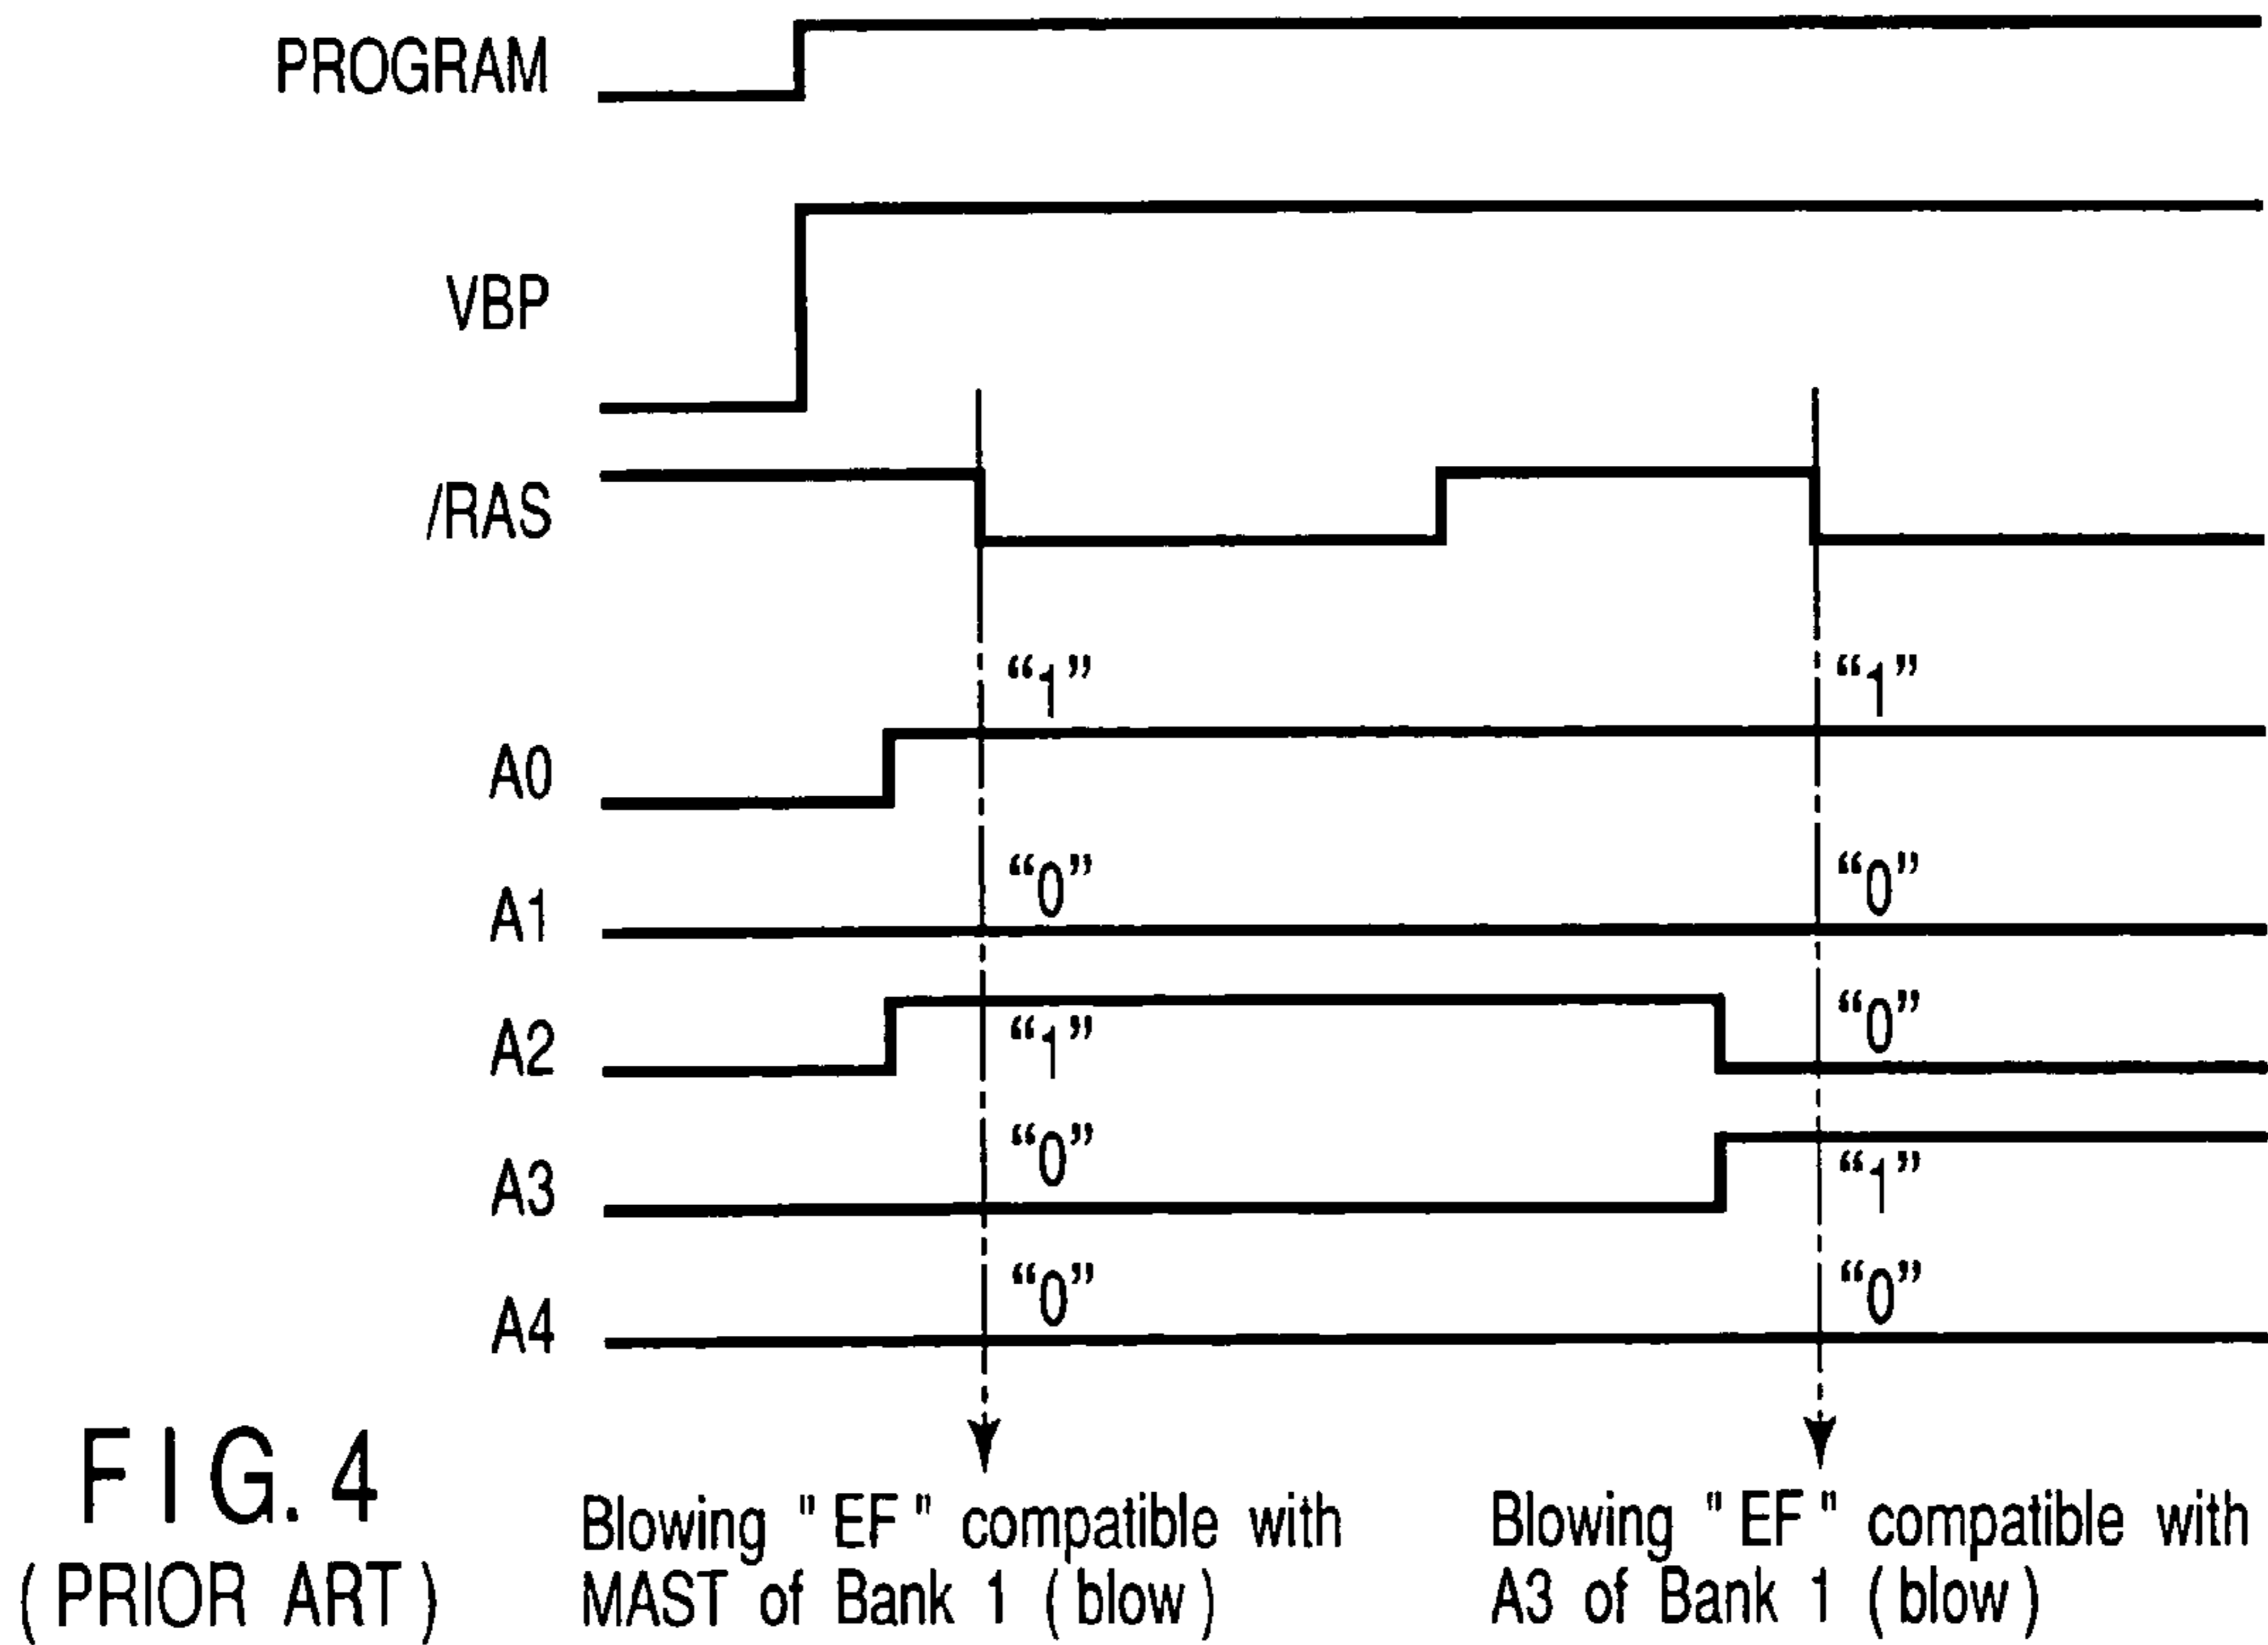 PROGRAM
VBP
/RAS
“1” “1”
A0
“0” “0”
A1
“0”
A2 “1”
“0”
A3 “1”
“0” “0”
A4
FIG. 4
(PRIOR ART)
Blowing "EF" compatible with
MAST of Bank 1 (blow)
Blowing "EF" compatible with
A3 of Bank 1 (blow)